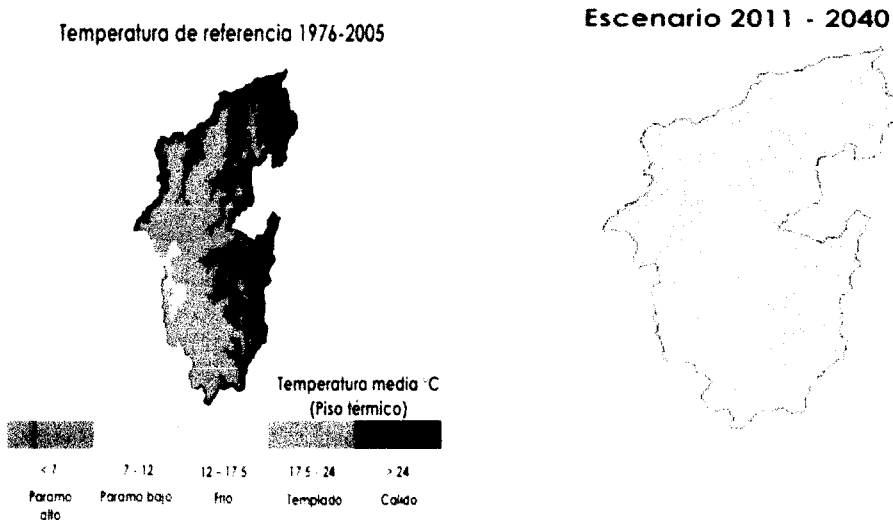 Temperatura de referencia 1976-2005
Escenario 2011 - 2040
Temperatura media °C
(Piso térmico)
< 7
7 - 12
12 - 17.5
17.5 - 24
> 24
Paramo alto
Paramo bajo
Frio
Templado
Calido